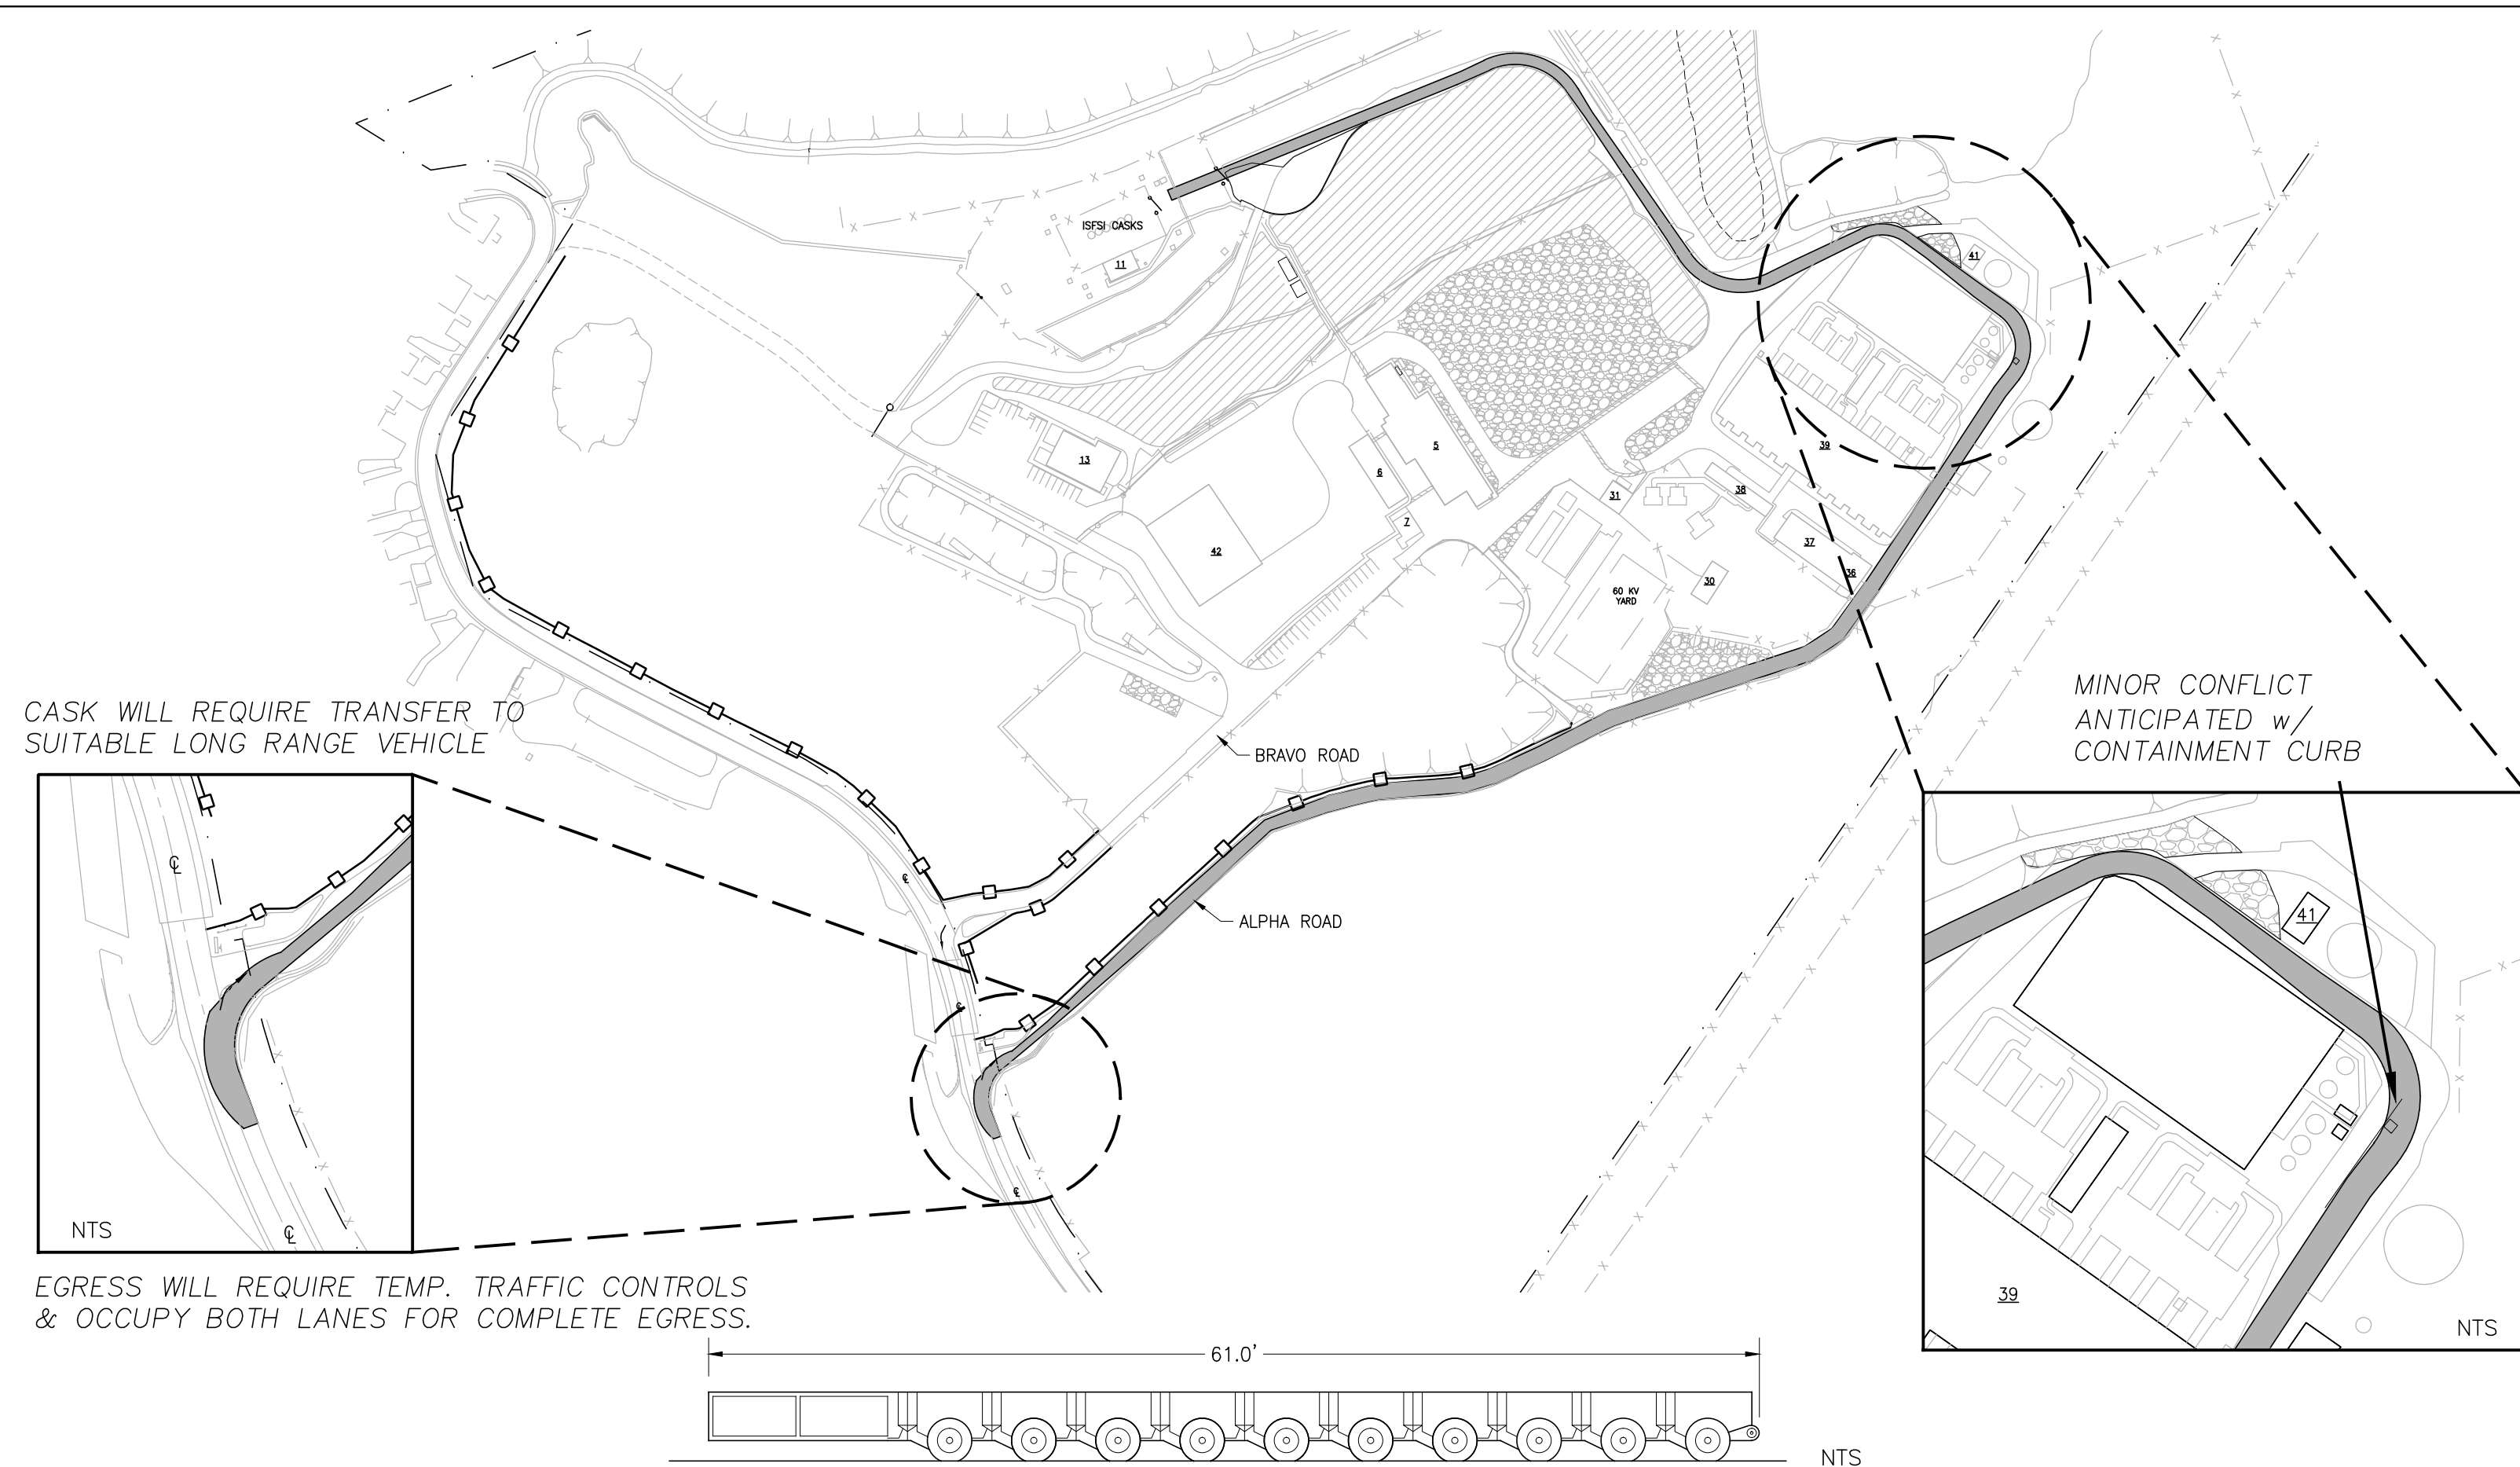 ISFSI CASKS
11
41
13
5
6
39
31
38
7
42
37
36
30
60 KV
YARD
CASK WILL REQUIRE TRANSFER TO
SUITABLE LONG RANGE VEHICLE
MINOR CONFLICT
ANTICIPATED w/
CONTAINMENT CURB
BRAVO ROAD
ALPHA ROAD
℄
℄
℄
℄
℄
NTS
41
39
NTS
EGRESS WILL REQUIRE TEMP. TRAFFIC CONTROLS
& OCCUPY BOTH LANES FOR COMPLETE EGRESS.
61.0'
NTS